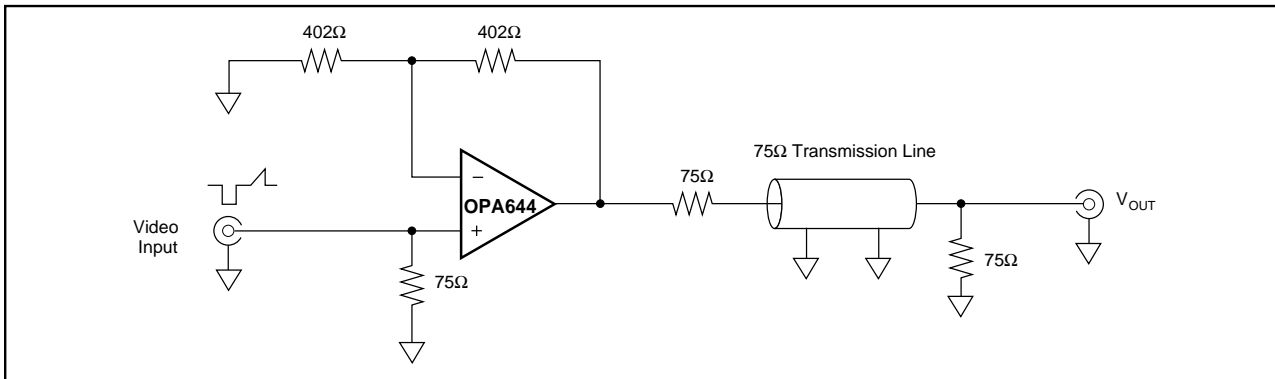 402Ω
402Ω
75Ω Transmission Line
75Ω
−
OPA644
+
Video
Input
75Ω
V_OUT
75Ω